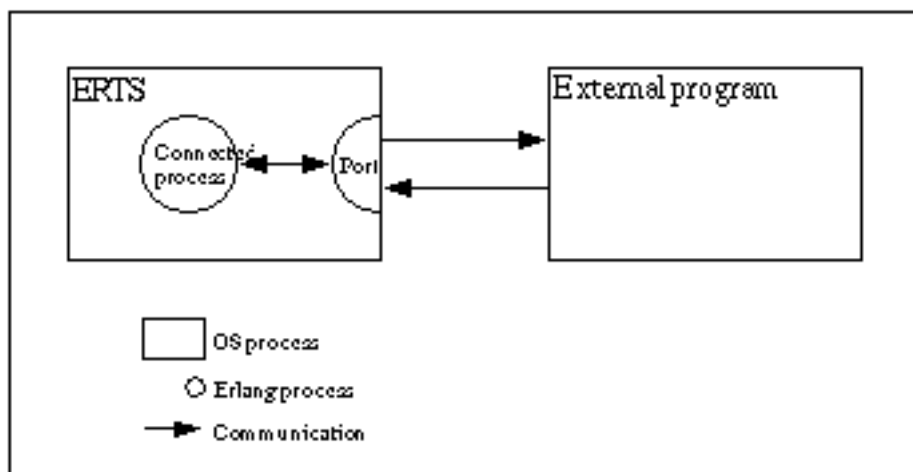 ERTS
External program
Connected
process
Port
OS process
Erlang process
Communication